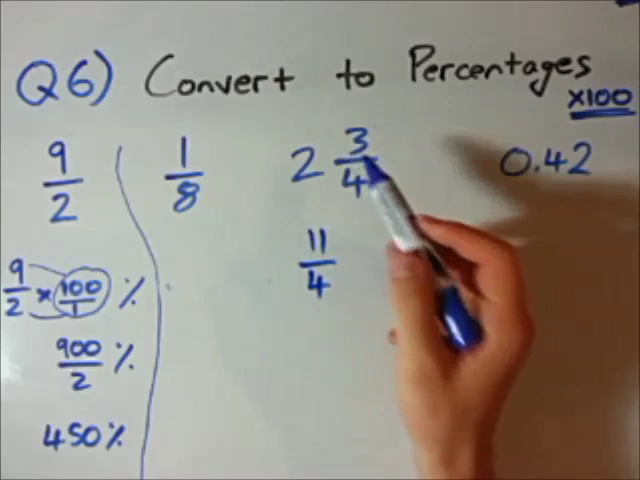 Q6) Convert to Percentages
x100
9/2
1/8
2 3/4
0.42
9/2 x 100/1 %
11/4
900/2 %
450%